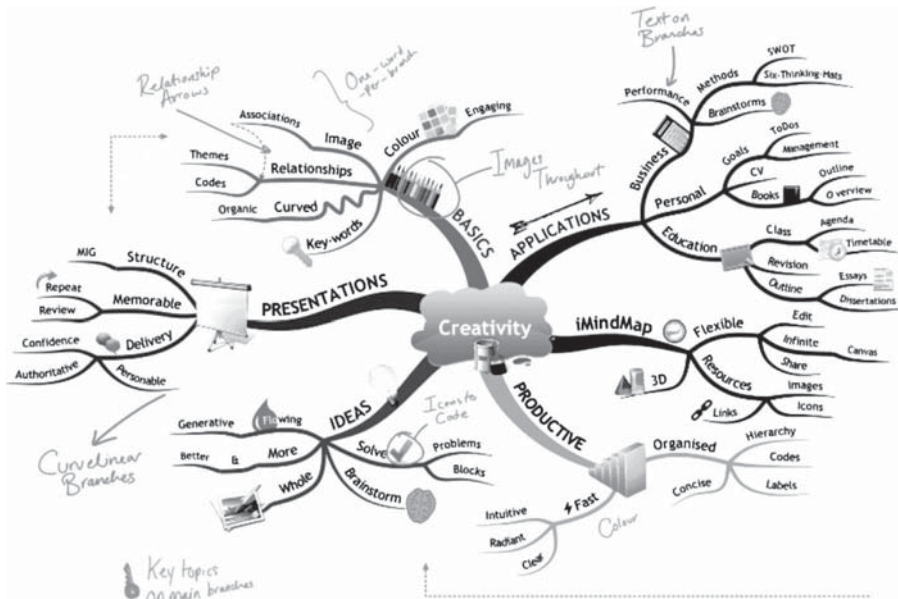 Creativity
BASICS
Colour
Engaging
Image
Associations
Relationships
Themes
Codes
Curved
Organic
Key-words
APPLICATIONS
Business
Performance
Methods
SWOT
Six-Thinking-Hats
Brainstorms
Personal
Goals
ToDos
Management
CV
Books
Outline
Overview
Education
Class
Agenda
Timetable
Revision
Outline
Essays
Dissertations
iMindMap
Flexible
Edit
Infinite
Canvas
Share
Resources
Images
Icons
Links
3D
PRODUCTIVE
Organised
Hierarchy
Codes
Labels
Concise
Fast
Intuitive
Radiant
Clear
IDEAS
Flowing
Generative
More
&
Better
Whole
Solve
Problems
Blocks
Brainstorm
PRESENTATIONS
Structure
MIG
Memorable
Repeat
Review
Delivery
Confidence
Authoritative
Personable
Relationship
Arrows
One-word
-per-branch
Text on
Branches
Images
Throughout
Icons to
Code
Curvelinear
Branches
Colour
Key topics
on main branches